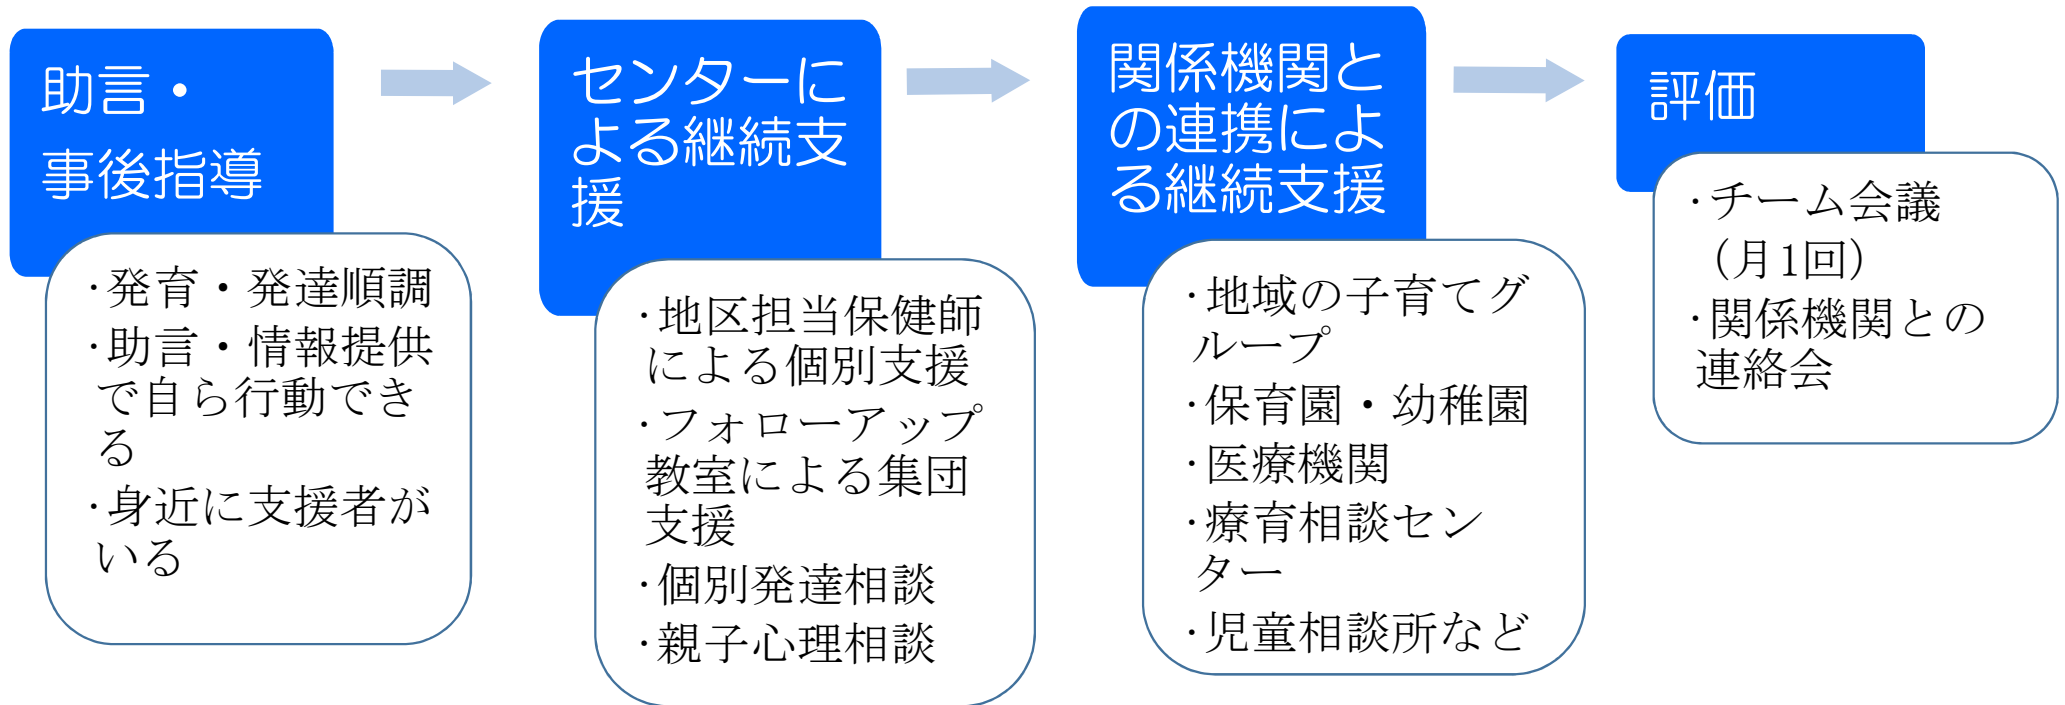 助言・
事後指導
・発育・発達順調
・助言・情報提供
で自ら行動でき
る
・身近に支援者が
いる
センターに
よる継続支
援
・地区担当保健師
による個別支援
・フォローアップ
教室による集団
支援
・個別発達相談
・親子心理相談
関係機関と
の連携によ
る継続支援
・地域の子育てグ
ループ
・保育園・幼稚園
・医療機関
・療育相談セン
ター
・児童相談所など
評価
・チーム会議
（月1回）
・関係機関との
連絡会